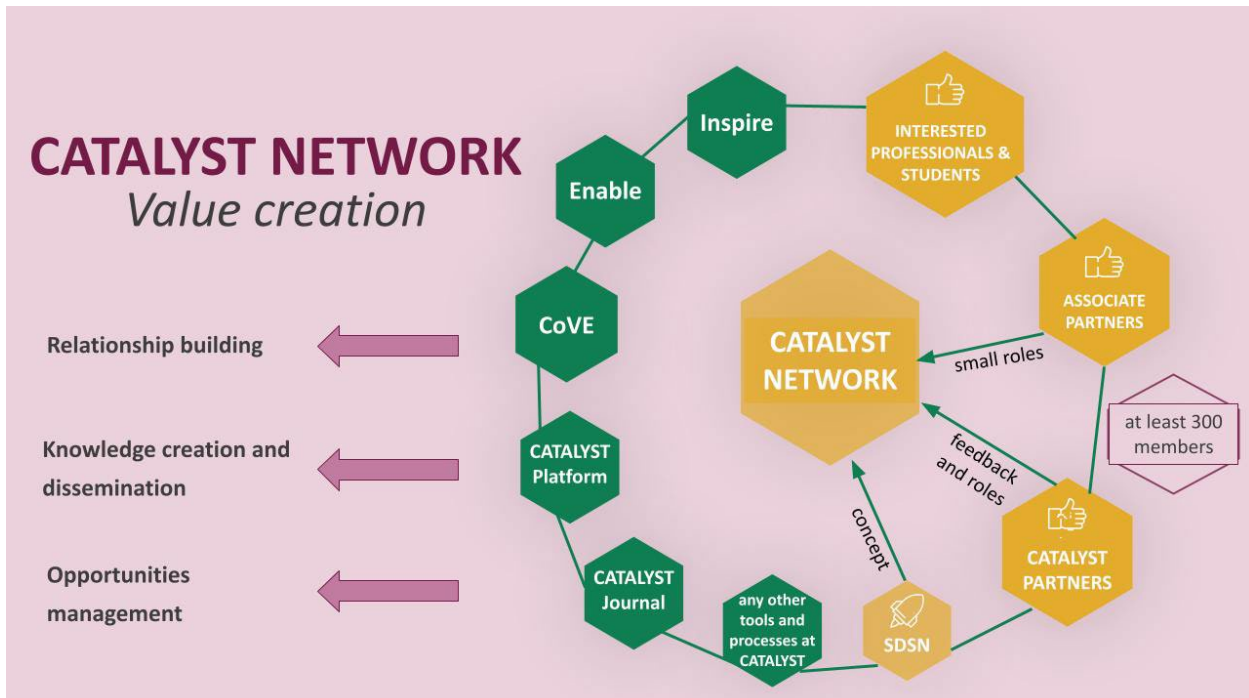 CATALYST NETWORK
Value creation
Relationship building
Knowledge creation and
dissemination
Opportunities
management
Inspire
Enable
CoVE
CATALYST
Platform
CATALYST
Journal
any other
tools and
processes at
CATALYST
SDSN
CATALYST
PARTNERS
ASSOCIATE
PARTNERS
INTERESTED
PROFESSIONALS &
STUDENTS
CATALYST
NETWORK
small roles
feedback
and roles
concept
at least 300
members